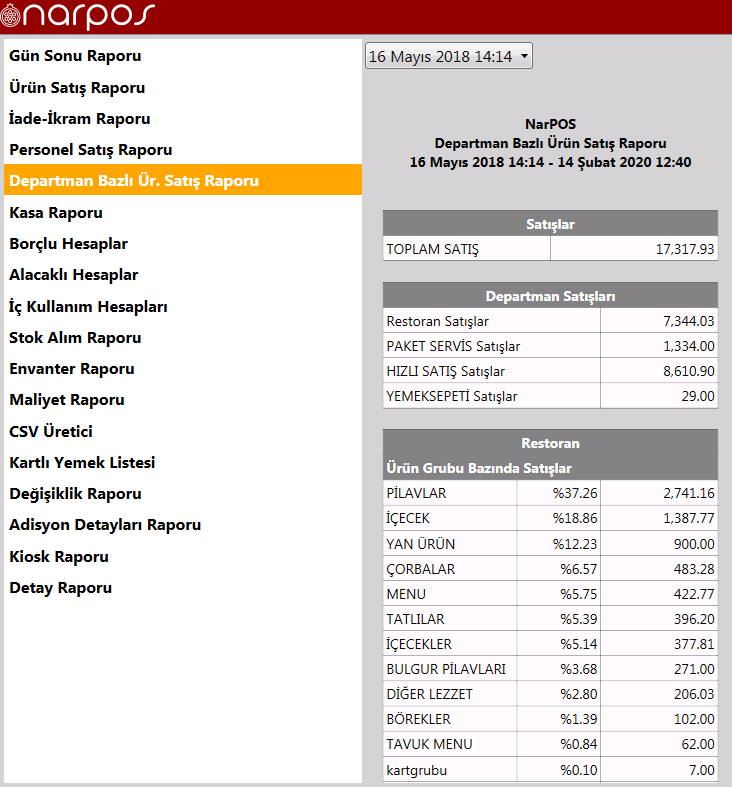 narpos
Gün Sonu Raporu
Ürün Satış Raporu
İade-İkram Raporu
Personel Satış Raporu
Departman Bazlı Ür. Satış Raporu
Kasa Raporu
Borçlu Hesaplar
Alacaklı Hesaplar
İç Kullanım Hesapları
Stok Alım Raporu
Envanter Raporu
Maliyet Raporu
CSV Üretici
Kartlı Yemek Listesi
Değişiklik Raporu
Adisyon Detayları Raporu
Kiosk Raporu
Detay Raporu
16 Mayıs 2018 14:14
NarPOS
Departman Bazlı Ürün Satış Raporu
16 Mayıs 2018 14:14 - 14 Şubat 2020 12:40
Satışlar
TOPLAM SATIŞ 17,317.93
Departman Satışları
Restoran Satışlar 7,344.03
PAKET SERVİS Satışlar 1,334.00
HIZLI SATIŞ Satışlar 8,610.90
YEMEKSEPETİ Satışlar 29.00
Restoran
Ürün Grubu Bazında Satışlar
PİLAVLAR %37.26 2,741.16
İÇECEK %18.86 1,387.77
YAN ÜRÜN %12.23 900.00
ÇORBALAR %6.57 483.28
MENU %5.75 422.77
TATLILAR %5.39 396.20
İÇECEKLER %5.14 377.81
BULGUR PİLAVLARI %3.68 271.00
DİĞER LEZZET %2.80 206.03
BÖREKLER %1.39 102.00
TAVUK MENU %0.84 62.00
kartgrubu %0.10 7.00